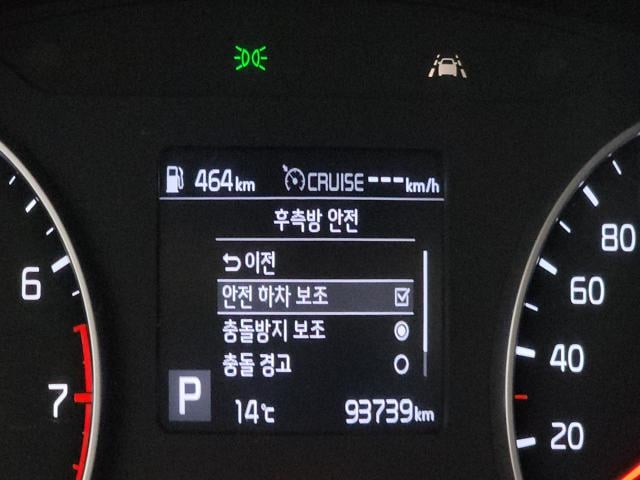 464km CRUISE ---km/h
후측방 안전
이전
안전 하차 보조
충돌방지 보조
충돌 경고
P 14℃ 93739km
6
7
80
60
40
20